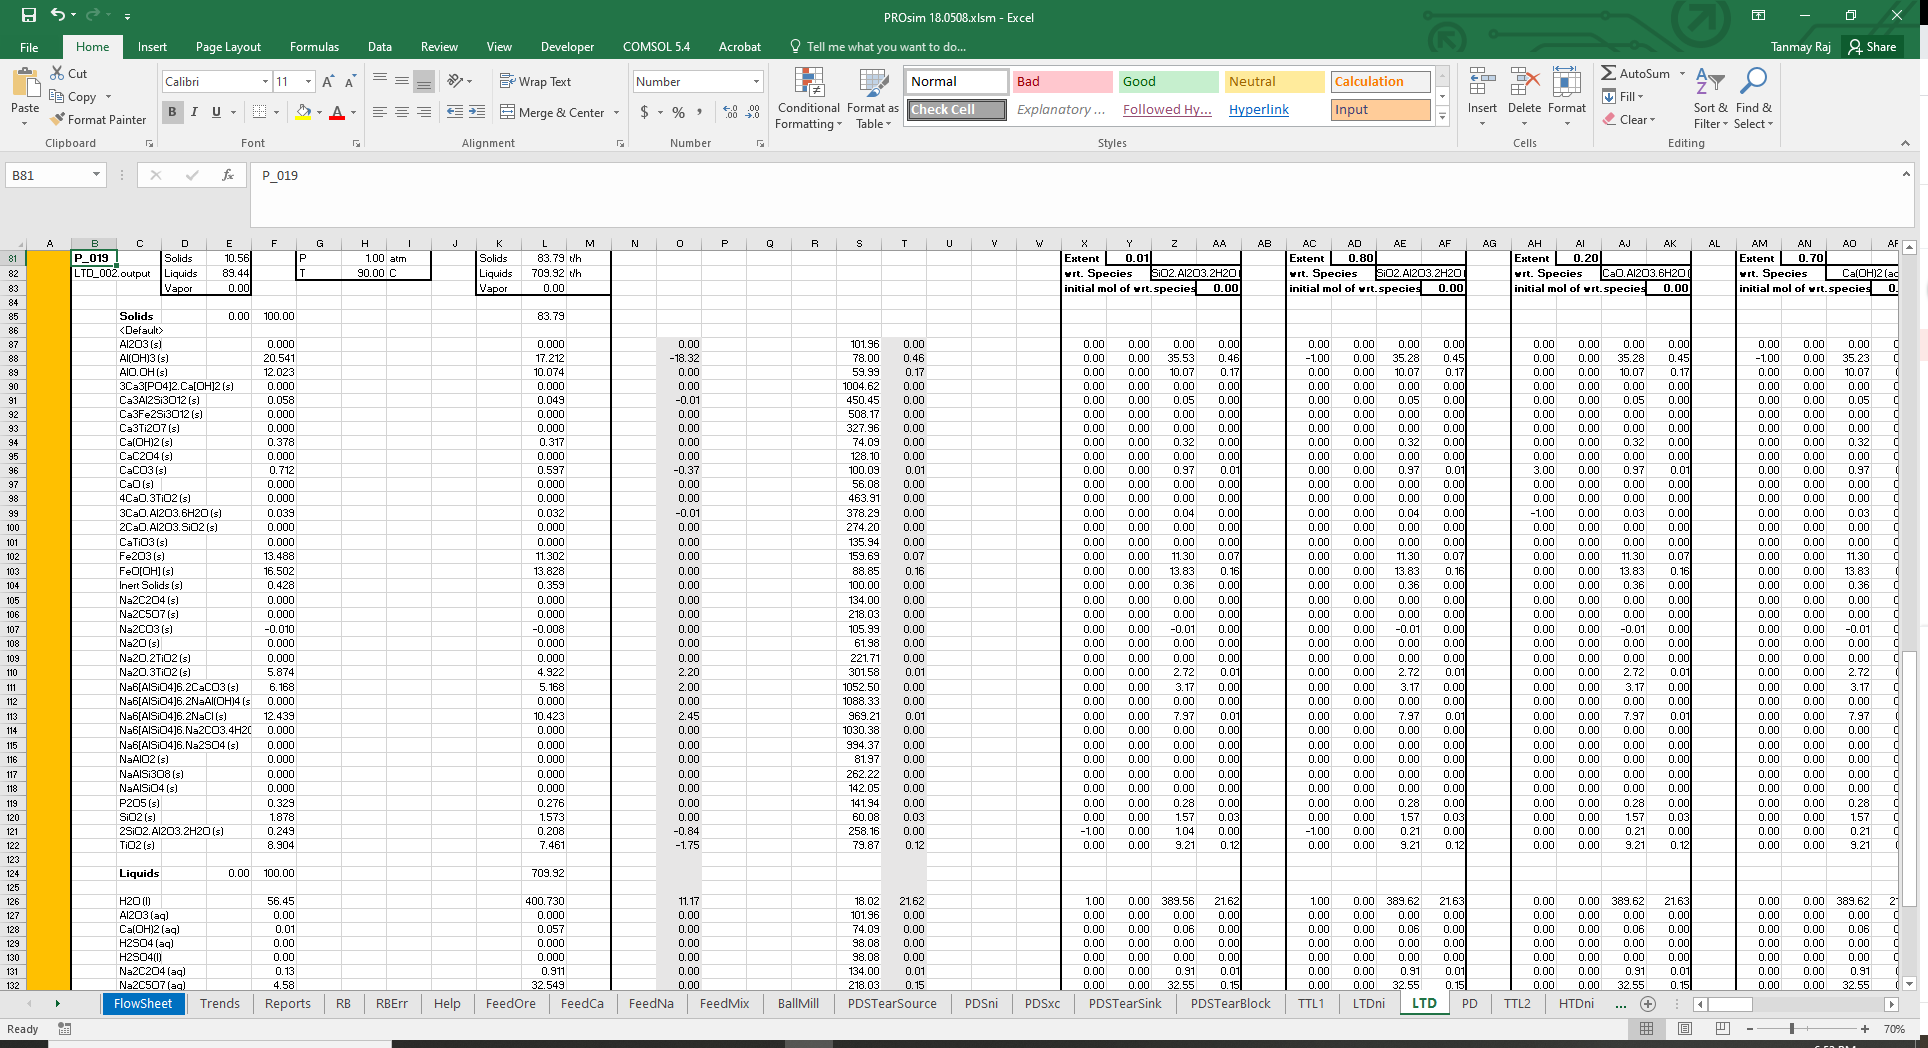 PROsim 18.0508.xlsm - Excel
File Home Insert Page Layout Formulas Data Review View Developer COMSOL 5.4 Acrobat Tell me what you want to do... Tanmay Raj Share
Paste Cut Copy Format Painter
Calibri 11
B I U
Wrap Text
Merge & Center
Number
$ %
Conditional Formatting Format as Table
Normal Bad Good Neutral Calculation
Check Cell Explanatory ... Followed Hy... Hyperlink Input
Insert Delete Format
AutoSum Fill Clear
Sort & Filter Find & Select
Clipboard Font Alignment Number Styles Cells Editing
B81 fx P_019
A B C D E F G H I J K L M N O P Q R S T U V W X Y Z AA AB AC AD AE AF AG AH AI AJ AK AL AM AN AO AP
81 P_019 Solids 10.56 P 1.00 atm Solids 83.79 t/h Extent 0.01 Extent 0.80 Extent 0.20 Extent 0.70
82 LTD_002.output Liquids 89.44 T 90.00 C Liquids 709.92 t/h wrt. Species SiO2.Al2O3.2H2O( wrt. Species SiO2.Al2O3.2H2O( wrt. Species CaO.Al2O3.6H2O( wrt. Species Ca(OH)2 (ac
83 Vapor 0.00 Vapor 0.00 initial mol of wrt.species 0.00 initial mol of wrt.species 0.00 initial mol of wrt.species 0.00 initial mol of wrt.species 0.
84
85 Solids 0.00 100.00 83.79
86 <Default>
87 Al2O3 (s) 0.000 0.000 0.00 101.96 0.00 0.00 0.00 0.00 0.00 0.00 0.00 0.00 0.00 0.00 0.00 0.00 0.00 0.00 0.00 0.00
88 Al(OH)3 (s) 20.541 17.212 -18.32 78.00 0.46 0.00 0.00 35.53 0.46 -1.00 0.00 35.28 0.45 0.00 0.00 35.28 0.45 -1.00 0.00 35.23
89 AlO.OH (s) 12.023 10.074 0.00 59.99 0.17 0.00 0.00 10.07 0.17 0.00 0.00 10.07 0.17 0.00 0.00 10.07 0.17 0.00 0.00 10.07
90 3Ca3[PO4]2.Ca[OH]2 (s) 0.000 0.000 0.00 1004.62 0.00 0.00 0.00 0.00 0.00 0.00 0.00 0.00 0.00 0.00 0.00 0.00 0.00 0.00 0.00 0.00
91 Ca3Al2Si3O12 (s) 0.058 0.049 -0.01 450.45 0.00 0.00 0.00 0.05 0.00 0.00 0.00 0.05 0.00 0.00 0.00 0.05 0.00 0.00 0.00 0.05
92 Ca3Fe2Si3O12 (s) 0.000 0.000 0.00 508.17 0.00 0.00 0.00 0.00 0.00 0.00 0.00 0.00 0.00 0.00 0.00 0.00 0.00 0.00 0.00 0.00
93 Ca3Ti2O7 (s) 0.000 0.000 0.00 327.96 0.00 0.00 0.00 0.00 0.00 0.00 0.00 0.00 0.00 0.00 0.00 0.00 0.00 0.00 0.00 0.00
94 Ca(OH)2 (s) 0.378 0.317 0.00 74.09 0.00 0.00 0.00 0.32 0.00 0.00 0.00 0.32 0.00 0.00 0.00 0.32 0.00 0.00 0.00 0.32
95 CaC2O4 (s) 0.000 0.000 0.00 128.10 0.00 0.00 0.00 0.00 0.00 0.00 0.00 0.00 0.00 0.00 0.00 0.00 0.00 0.00 0.00 0.00
96 CaCO3 (s) 0.712 0.597 -0.37 100.09 0.01 0.00 0.00 0.97 0.01 0.00 0.00 0.97 0.01 3.00 0.00 0.97 0.01 0.00 0.00 0.97
97 CaO (s) 0.000 0.000 0.00 56.08 0.00 0.00 0.00 0.00 0.00 0.00 0.00 0.00 0.00 0.00 0.00 0.00 0.00 0.00 0.00 0.00
98 4CaO.3TiO2 (s) 0.000 0.000 0.00 463.91 0.00 0.00 0.00 0.00 0.00 0.00 0.00 0.00 0.00 0.00 0.00 0.00 0.00 0.00 0.00 0.00
99 3CaO.Al2O3.6H2O (s) 0.039 0.032 -0.01 378.29 0.00 0.00 0.00 0.04 0.00 0.00 0.00 0.04 0.00 -1.00 0.00 0.03 0.00 0.00 0.00 0.03
100 2CaO.Al2O3.SiO2 (s) 0.000 0.000 0.00 274.20 0.00 0.00 0.00 0.00 0.00 0.00 0.00 0.00 0.00 0.00 0.00 0.00 0.00 0.00 0.00 0.00
101 CaTiO3 (s) 0.000 0.000 0.00 135.94 0.00 0.00 0.00 0.00 0.00 0.00 0.00 0.00 0.00 0.00 0.00 0.00 0.00 0.00 0.00 0.00
102 Fe2O3 (s) 13.488 11.302 0.00 159.69 0.07 0.00 0.00 11.30 0.07 0.00 0.00 11.30 0.07 0.00 0.00 11.30 0.07 0.00 0.00 11.30
103 FeO[OH] (s) 16.502 13.828 0.00 88.85 0.16 0.00 0.00 13.83 0.16 0.00 0.00 13.83 0.16 0.00 0.00 13.83 0.16 0.00 0.00 13.83
104 Inert Solids (s) 0.428 0.359 0.00 100.00 0.00 0.00 0.00 0.36 0.00 0.00 0.00 0.36 0.00 0.00 0.00 0.36 0.00 0.00 0.00 0.36
105 Na2C2O4 (s) 0.000 0.000 0.00 134.00 0.00 0.00 0.00 0.00 0.00 0.00 0.00 0.00 0.00 0.00 0.00 0.00 0.00 0.00 0.00 0.00
106 Na2C5O7 (s) 0.000 0.000 0.00 218.03 0.00 0.00 0.00 0.00 0.00 0.00 0.00 0.00 0.00 0.00 0.00 0.00 0.00 0.00 0.00 0.00
107 Na2CO3 (s) -0.010 -0.008 0.00 105.99 0.00 0.00 0.00 -0.01 0.00 0.00 0.00 -0.01 0.00 0.00 0.00 -0.01 0.00 0.00 0.00 -0.01
108 Na2O (s) 0.000 0.000 0.00 61.98 0.00 0.00 0.00 0.00 0.00 0.00 0.00 0.00 0.00 0.00 0.00 0.00 0.00 0.00 0.00 0.00
109 Na2O.2TiO2 (s) 0.000 0.000 0.00 221.71 0.00 0.00 0.00 0.00 0.00 0.00 0.00 0.00 0.00 0.00 0.00 0.00 0.00 0.00 0.00 0.00
110 Na2O.3TiO2 (s) 5.874 4.922 2.20 301.58 0.01 0.00 0.00 2.72 0.01 0.00 0.00 2.72 0.01 0.00 0.00 2.72 0.01 0.00 0.00 2.72
111 Na6[AlSiO4]6.2CaCO3 (s) 6.168 5.168 2.00 1052.50 0.00 0.00 0.00 3.17 0.00 0.00 0.00 3.17 0.00 0.00 0.00 3.17 0.00 0.00 0.00 3.17
112 Na6[AlSiO4]6.2NaAl(OH)4 (s 0.000 0.000 0.00 1088.33 0.00 0.00 0.00 0.00 0.00 0.00 0.00 0.00 0.00 0.00 0.00 0.00 0.00 0.00 0.00 0.00
113 Na6[AlSiO4]6.2NaCl (s) 12.439 10.423 2.45 969.21 0.01 0.00 0.00 7.97 0.01 0.00 0.00 7.97 0.01 0.00 0.00 7.97 0.01 0.00 0.00 7.97
114 Na6[AlSiO4]6.Na2CO3.4H2O 0.000 0.000 0.00 1030.38 0.00 0.00 0.00 0.00 0.00 0.00 0.00 0.00 0.00 0.00 0.00 0.00 0.00 0.00 0.00 0.00
115 Na6[AlSiO4]6.Na2SO4 (s) 0.000 0.000 0.00 994.37 0.00 0.00 0.00 0.00 0.00 0.00 0.00 0.00 0.00 0.00 0.00 0.00 0.00 0.00 0.00 0.00
116 NaAlO2 (s) 0.000 0.000 0.00 81.97 0.00 0.00 0.00 0.00 0.00 0.00 0.00 0.00 0.00 0.00 0.00 0.00 0.00 0.00 0.00 0.00
117 NaAlSi3O8 (s) 0.000 0.000 0.00 262.22 0.00 0.00 0.00 0.00 0.00 0.00 0.00 0.00 0.00 0.00 0.00 0.00 0.00 0.00 0.00 0.00
118 NaAlSiO4 (s) 0.000 0.000 0.00 142.05 0.00 0.00 0.00 0.00 0.00 0.00 0.00 0.00 0.00 0.00 0.00 0.00 0.00 0.00 0.00 0.00
119 P2O5 (s) 0.329 0.276 0.00 141.94 0.00 0.00 0.00 0.28 0.00 0.00 0.00 0.28 0.00 0.00 0.00 0.28 0.00 0.00 0.00 0.28
120 SiO2 (s) 1.878 1.573 0.00 60.08 0.03 0.00 0.00 1.57 0.03 0.00 0.00 1.57 0.03 0.00 0.00 1.57 0.03 0.00 0.00 1.57
121 2SiO2.Al2O3.2H2O (s) 0.249 0.208 -0.84 258.16 0.00 -1.00 0.00 1.04 0.00 -1.00 0.00 0.21 0.00 0.00 0.00 0.21 0.00 0.00 0.00 0.21
122 TiO2 (s) 8.904 7.461 -1.75 79.87 0.12 0.00 0.00 9.21 0.12 0.00 0.00 9.21 0.12 0.00 0.00 9.21 0.12 0.00 0.00 9.21
123
124 Liquids 0.00 100.00 709.92
125
126 H2O (l) 56.45 400.730 11.17 18.02 21.62 1.00 0.00 389.56 21.62 1.00 0.00 389.62 21.63 0.00 0.00 389.62 21.63 0.00 0.00 389.62 2
127 Al2O3 (aq) 0.00 0.000 0.00 101.96 0.00 0.00 0.00 0.00 0.00 0.00 0.00 0.00 0.00 0.00 0.00 0.00 0.00 0.00 0.00 0.00
128 Ca(OH)2 (aq) 0.01 0.057 0.00 74.09 0.00 0.00 0.00 0.06 0.00 0.00 0.00 0.06 0.00 0.00 0.00 0.06 0.00 0.00 0.00 0.06
129 H2SO4 (aq) 0.00 0.000 0.00 98.08 0.00 0.00 0.00 0.00 0.00 0.00 0.00 0.00 0.00 0.00 0.00 0.00 0.00 0.00 0.00 0.00
130 H2SO4(l) 0.00 0.000 0.00 98.08 0.00 0.00 0.00 0.00 0.00 0.00 0.00 0.00 0.00 0.00 0.00 0.00 0.00 0.00 0.00 0.00
131 Na2C2O4 (aq) 0.13 0.911 0.00 134.00 0.01 0.00 0.00 0.91 0.01 0.00 0.00 0.91 0.01 0.00 0.00 0.91 0.01 0.00 0.00 0.91
132 Na2C5O7 (aq) 4.58 32.549 0.00 218.03 0.15 0.00 0.00 32.55 0.15 0.00 0.00 32.55 0.15 0.00 0.00 32.55 0.15 0.00 0.00 32.55
FlowSheet Trends Reports RB RBErr Help FeedOre FeedCa FeedNa FeedMix BallMill PDSTearSource PDSni PDSxc PDSTearSink PDSTearBlock TTL1 LTDni LTD PD TTL2 HTDni ...
Ready 70%